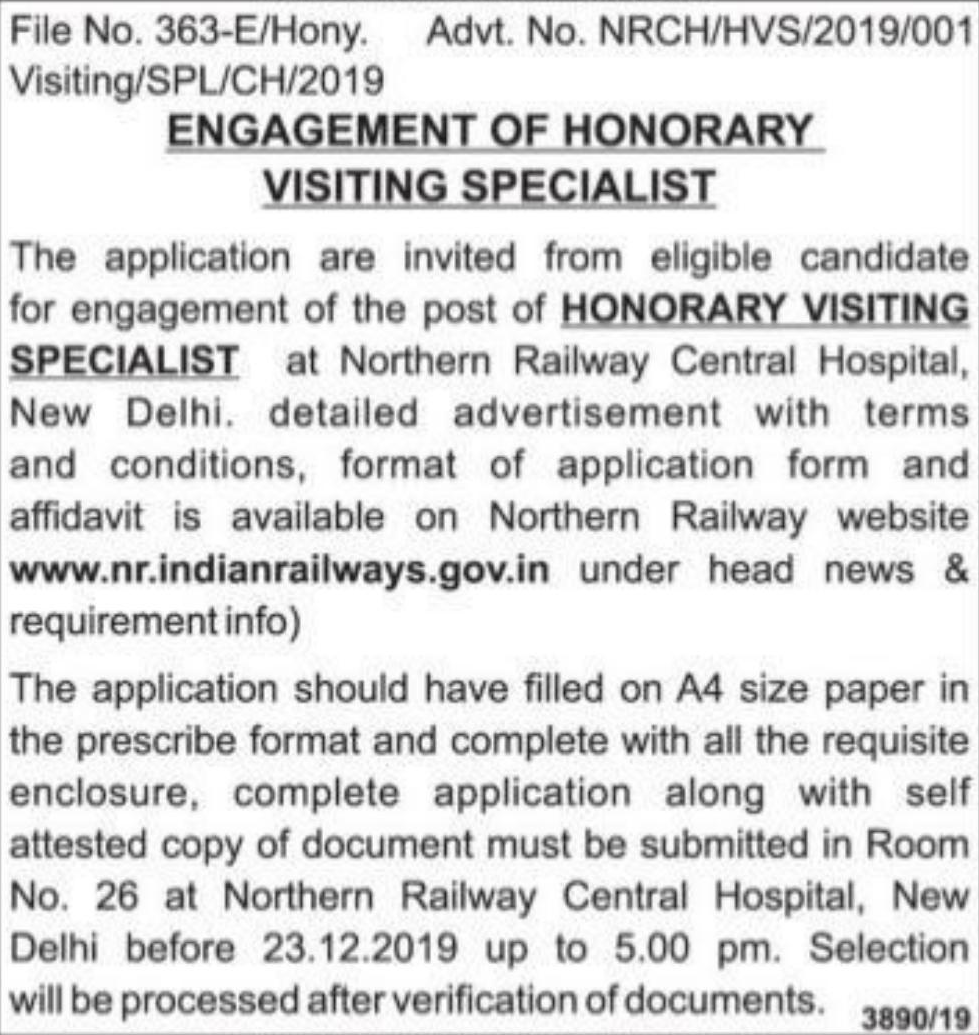 File No. 363-E/Hony. Advt. No. NRCH/HVS/2019/001
Visiting/SPL/CH/2019
ENGAGEMENT OF HONORARY
VISITING SPECIALIST
The application are invited from eligible candidate
for engagement of the post of HONORARY VISITING
SPECIALIST at Northern Railway Central Hospital,
New Delhi. detailed advertisement with terms
and conditions, format of application form and
affidavit is available on Northern Railway website
www.nr.indianrailways.gov.in under head news &
requirement info)
The application should have filled on A4 size paper in
the prescribe format and complete with all the requisite
enclosure, complete application along with self
attested copy of document must be submitted in Room
No. 26 at Northern Railway Central Hospital, New
Delhi before 23.12.2019 up to 5.00 pm. Selection
will be processed after verification of documents.
3890/19